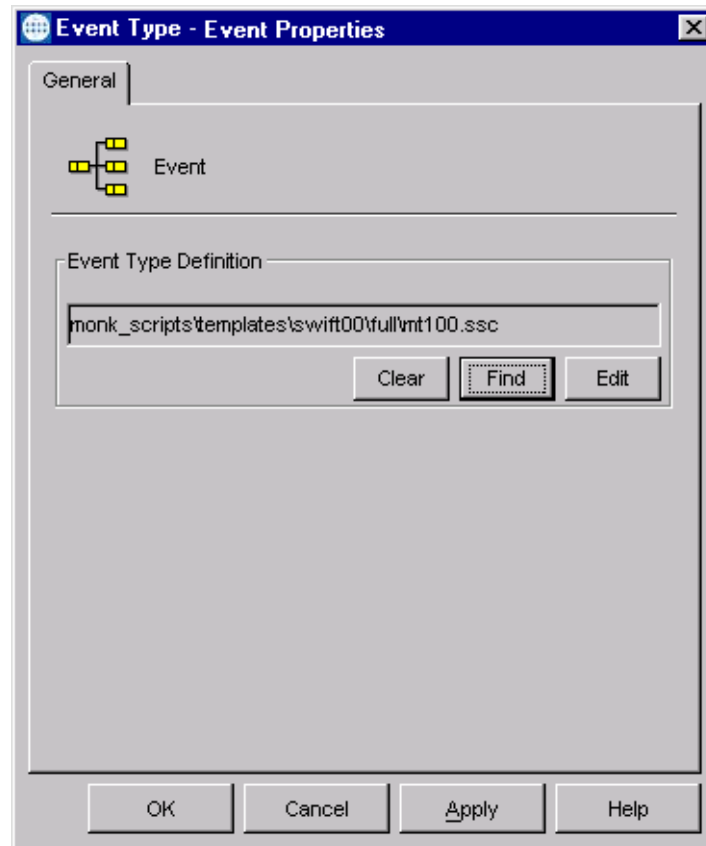 Event Type - Event Properties
General
Event
Event Type Definition
monk_scripts\templates\swift00\full\mt100.ssc
Clear Find Edit
OK Cancel Apply Help